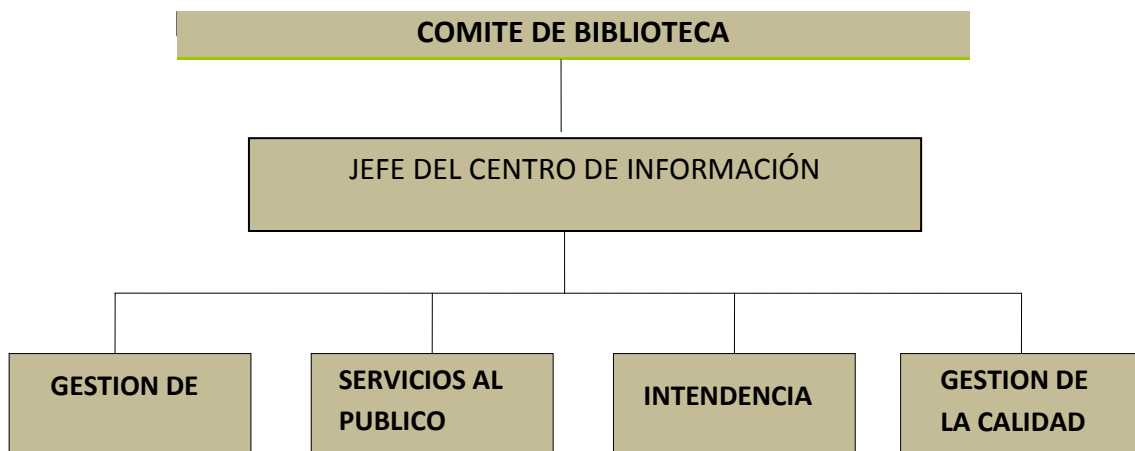 COMITE DE BIBLIOTECA
JEFE DEL CENTRO DE INFORMACIÓN
GESTION DE
SERVICIOS AL
PUBLICO
INTENDENCIA
GESTION DE
LA CALIDAD